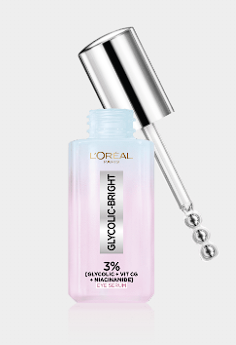 L'ORÉAL
PARIS
GLYCOLIC-BRIGHT
3%
[GLYCOLIC + VIT CG
+ NIACINAMIDE]
EYE SERUM